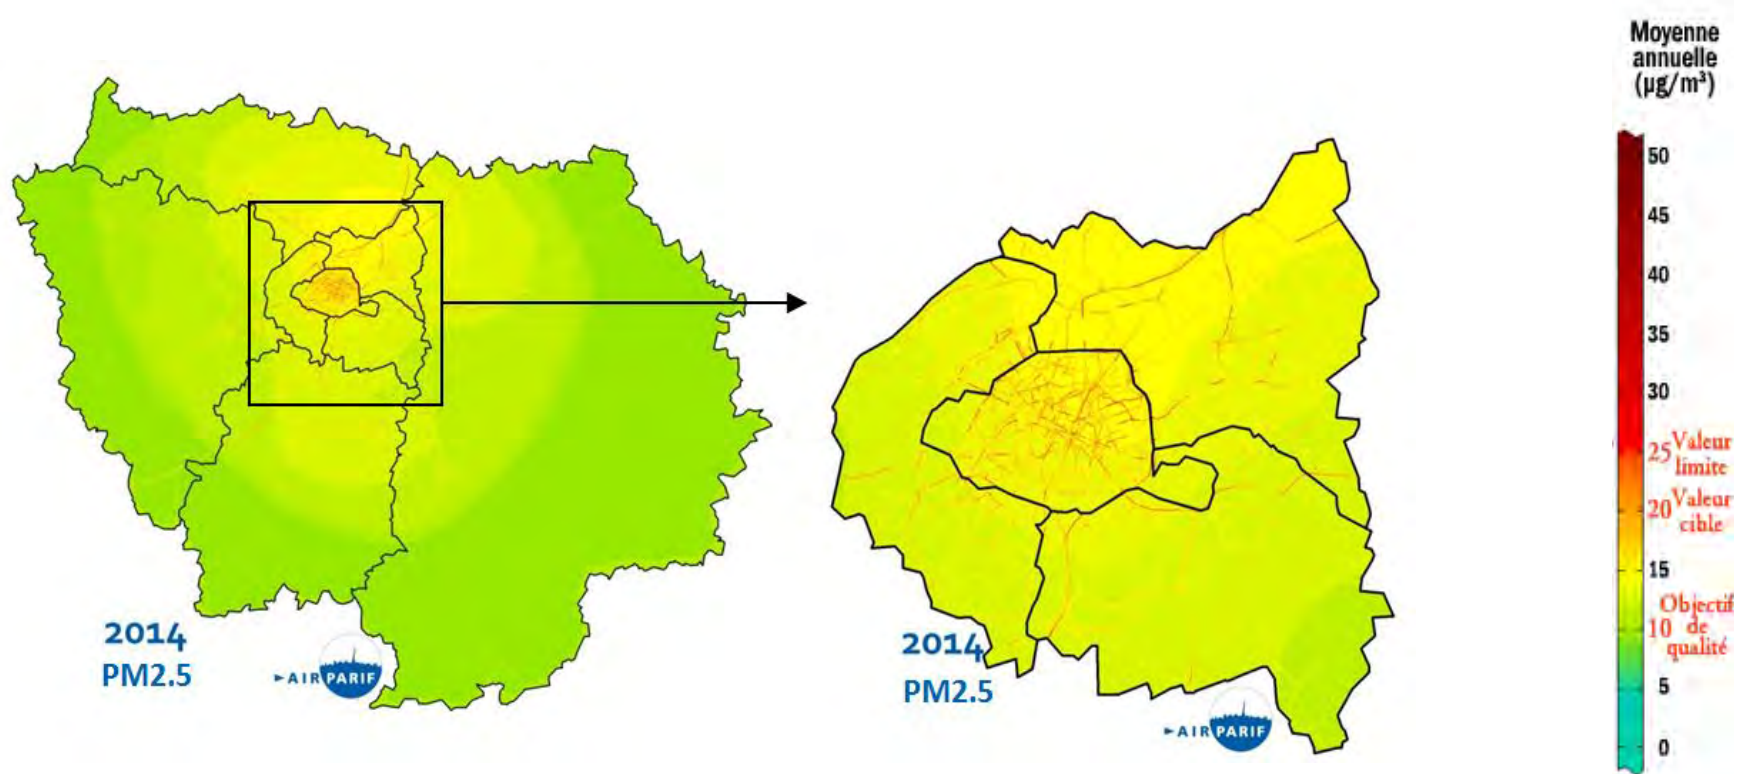 2014
PM2.5
AIRPARIF
2014
PM2.5
AIRPARIF
Moyenne
annuelle
(µg/m³)
50
45
40
35
30
25 Valeur
limite
20 Valeur
cible
15
Objectif
10 de
qualité
5
0